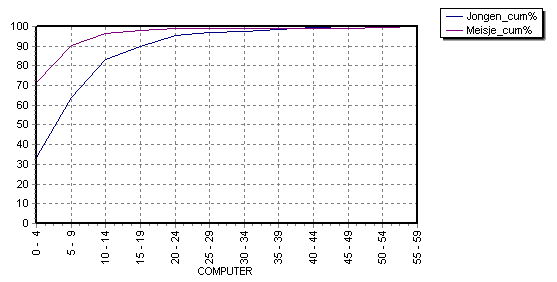 Jongen_cum%
Meisje_cum%
100
90
80
70
60
50
40
30
20
10
0
0 - 4
5 - 9
10 - 14
15 - 19
20 - 24
25 - 29
30 - 34
35 - 39
40 - 44
45 - 49
50 - 54
55 - 59
COMPUTER